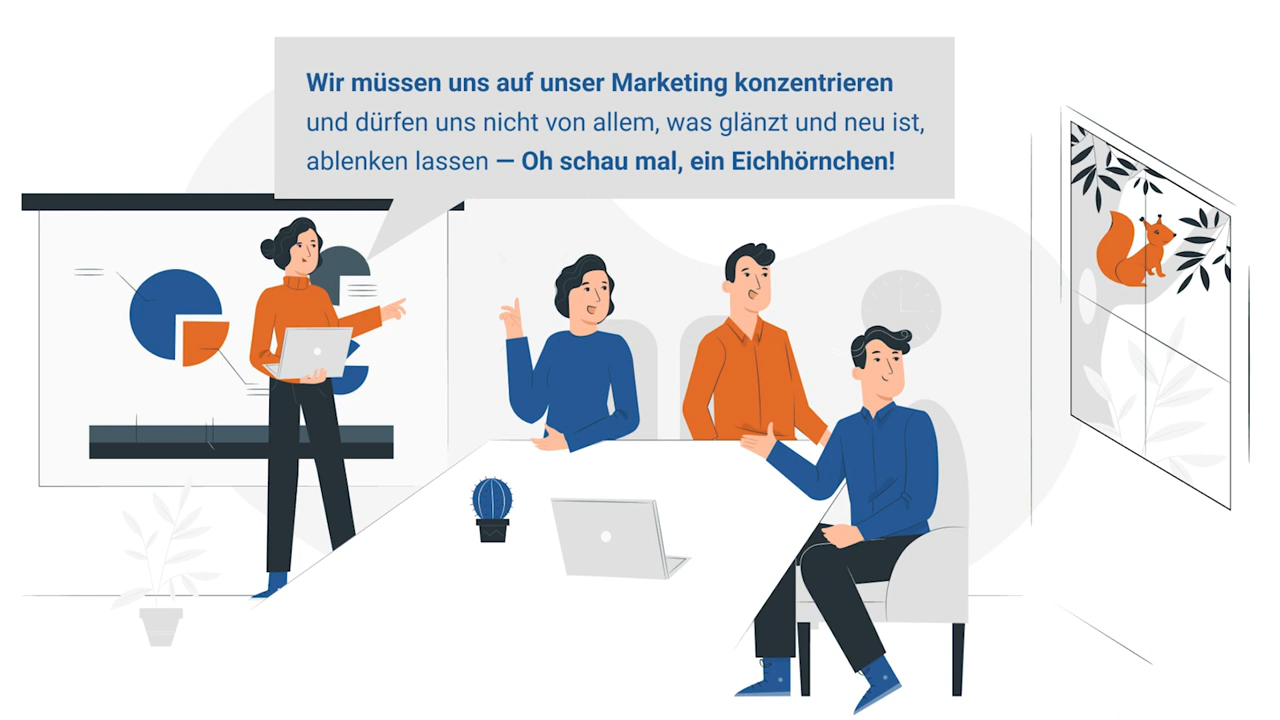 Wir müssen uns auf unser Marketing konzentrieren
und dürfen uns nicht von allem, was glänzt und neu ist,
ablenken lassen — Oh schau mal, ein Eichhörnchen!